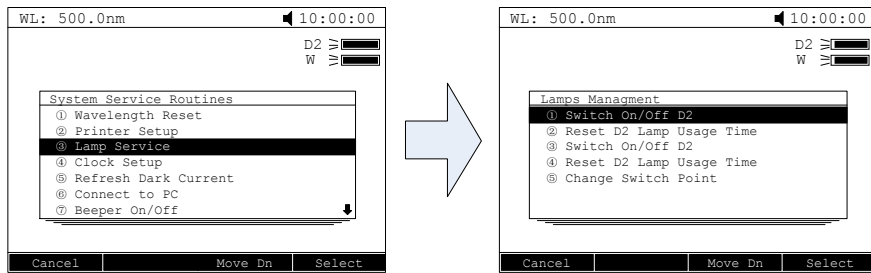 WL: 500.0nm 10:00:00
D2
W
System Service Routines
① Wavelength Reset
② Printer Setup
③ Lamp Service
④ Clock Setup
⑤ Refresh Dark Current
⑥ Connect to PC
⑦ Beeper On/Off
Cancel Move Dn Select
WL: 500.0nm 10:00:00
D2
W
Lamps Managment
① Switch On/Off D2
② Reset D2 Lamp Usage Time
③ Switch On/Off D2
④ Reset D2 Lamp Usage Time
⑤ Change Switch Point
Cancel Move Dn Select